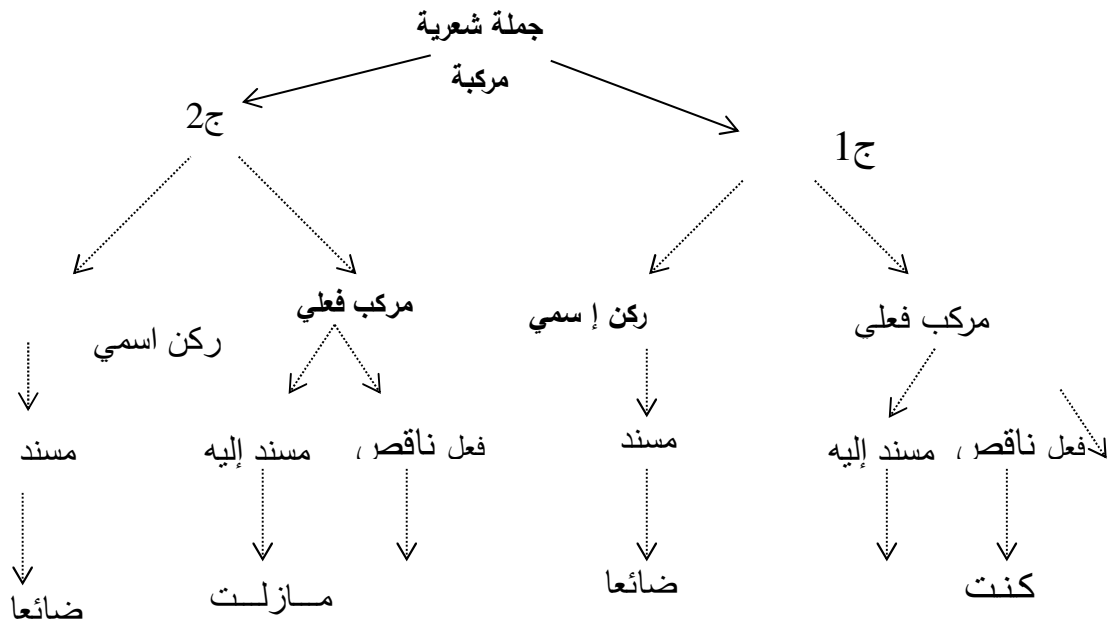 جملة شعرية
مركبة
ج1
ج2
مركب فعلي
ركن إ سمي
مركب فعلي
ركن اسمي
فعل ناقص
مسند إليه
مسند
فعل ناقص
مسند إليه
مسند
كنت
ضائعا
مـــازلـــت
ضائعا